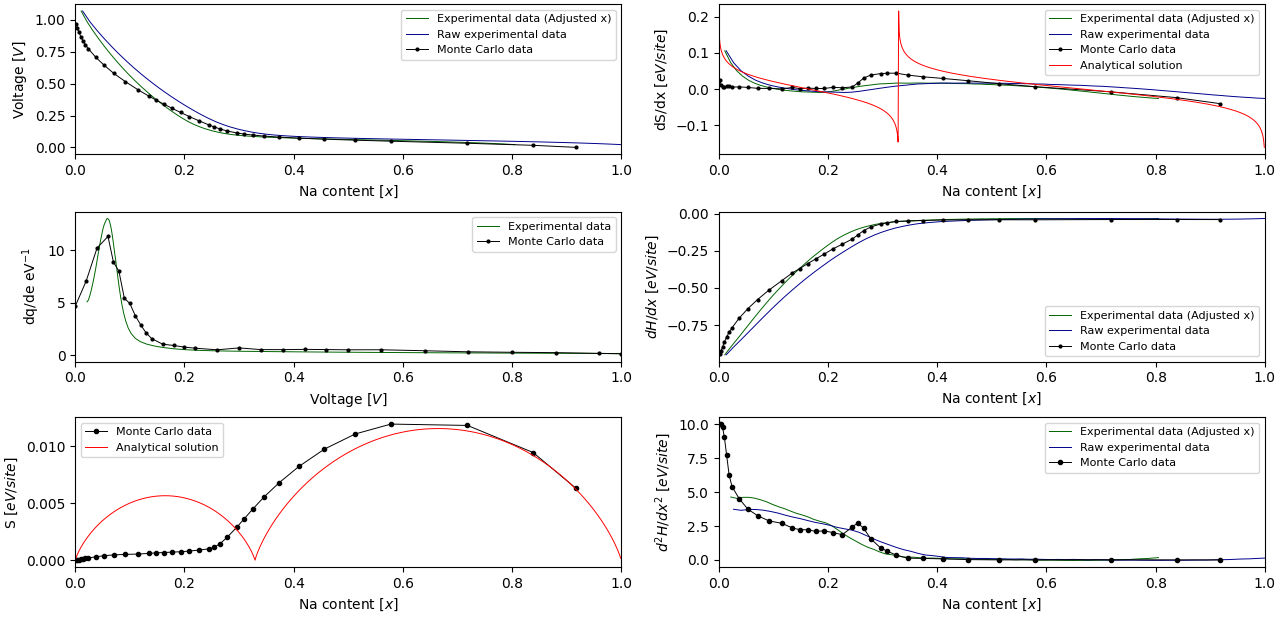 Voltage [V]
1.00
0.75
0.50
0.25
0.00
Experimental data (Adjusted x)
Raw experimental data
Monte Carlo data
0.0 0.2 0.4 0.6 0.8 1.0
Na content [x]
dS/dx [eV/site]
0.2
0.1
0.0
−0.1
Experimental data (Adjusted x)
Raw experimental data
Monte Carlo data
Analytical solution
0.0 0.2 0.4 0.6 0.8 1.0
Na content [x]
dq/de eV−1
10
5
0
Experimental data
Monte Carlo data
0.0 0.2 0.4 0.6 0.8 1.0
Voltage [V]
dH/dx [eV/site]
0.00
−0.25
−0.50
−0.75
Experimental data (Adjusted x)
Raw experimental data
Monte Carlo data
0.0 0.2 0.4 0.6 0.8 1.0
Na content [x]
S [eV/site]
0.010
0.005
0.000
Monte Carlo data
Analytical solution
0.0 0.2 0.4 0.6 0.8 1.0
Na content [x]
d²H/dx² [eV/site]
10.0
7.5
5.0
2.5
0.0
Experimental data (Adjusted x)
Raw experimental data
Monte Carlo data
0.0 0.2 0.4 0.6 0.8 1.0
Na content [x]